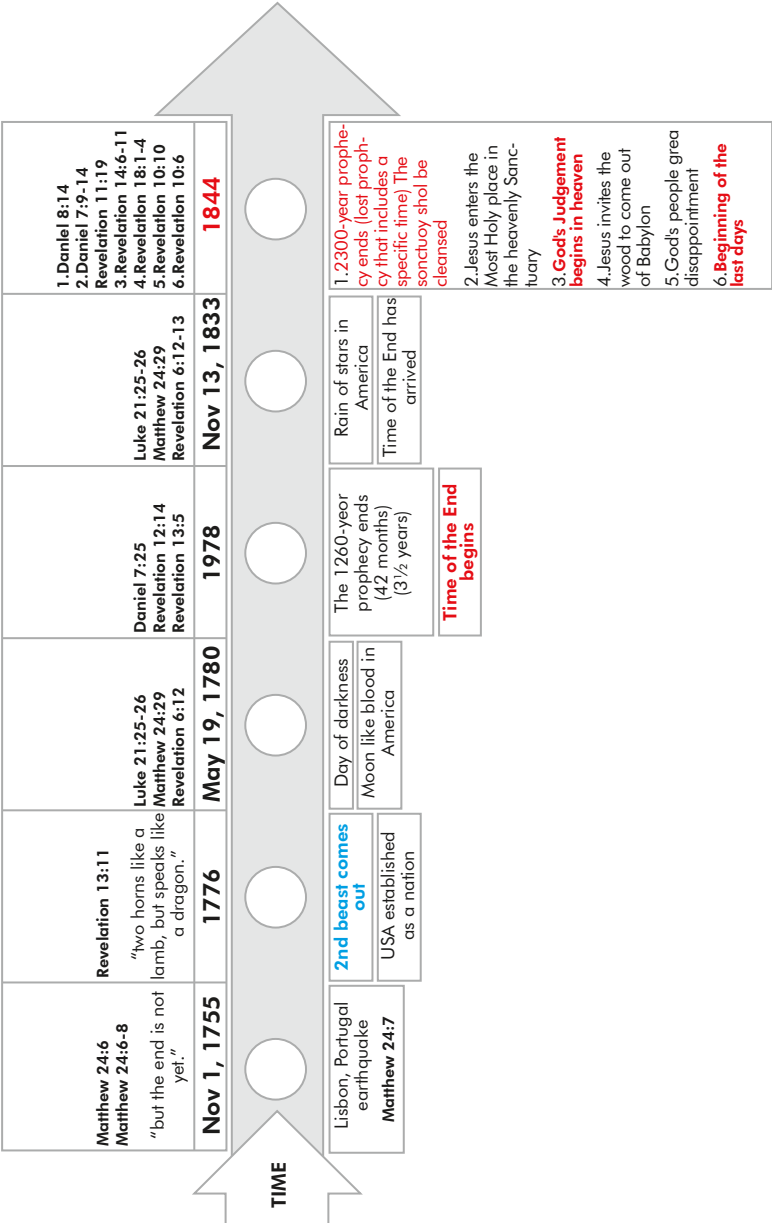 TIME
Matthew 24:6
Matthew 24:6-8
"but the end is not
yet."
Nov 1, 1755
Lisbon, Portugal
earthquake
Matthew 24:7
Revelation 13:11
"two horns like a
lamb, but speaks like
a dragon."
1776
2nd beast comes
out
USA established
as a nation
Luke 21:25-26
Matthew 24:29
Revelation 6:12
May 19, 1780
Day of darkness
Moon like blood in
America
Daniel 7:25
Revelation 12:14
Revelation 13:5
1978
The 1260-yeor
prophecy ends
(42 months)
(3½ years)
Time of the End
begins
Luke 21:25-26
Matthew 24:29
Revelation 6:12-13
Nov 13, 1833
Rain of stars in
America
Time of the End has
arrived
1.Danlel 8:14
2.Daniel 7:9-14
Revelation 11:19
3.Revelation 14:6-11
4.Revelation 18:1-4
5.Revelation 10:10
6.Revelation 10:6
1844
1.2300-year prophe-
cy ends (lost proph-
cy that includes a
specific time) The
sonctuoy shol be
cleansed
2.Jesus enters the
Most Holy place in
the heavenly Sanc-
tuary
3.God's Judgement
begins in heaven
4.Jesus invites the
wood to come out
of Babylon
5.God's people grea
disappointment
6.Beginning of the
last days